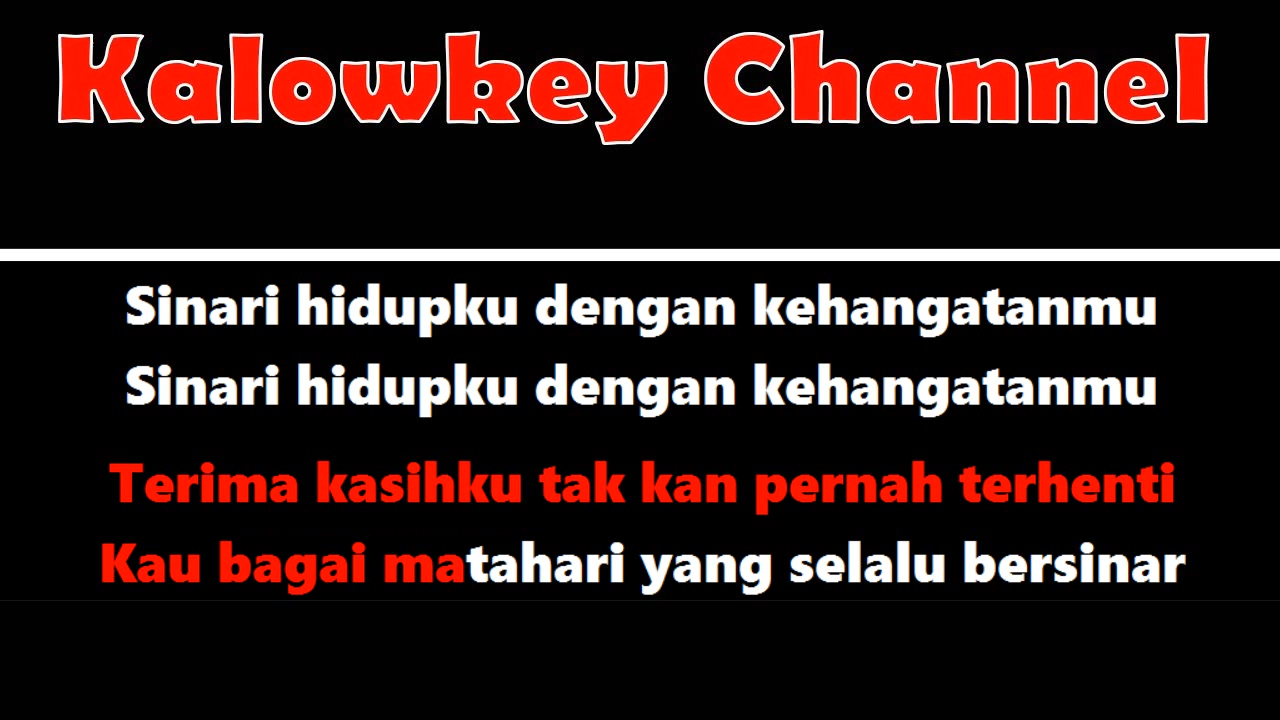 Kalowkey Channel
Sinari hidupku dengan kehangatanmu
Sinari hidupku dengan kehangatanmu
Terima kasihku tak kan pernah terhenti
Kau bagai matahari yang selalu bersinar